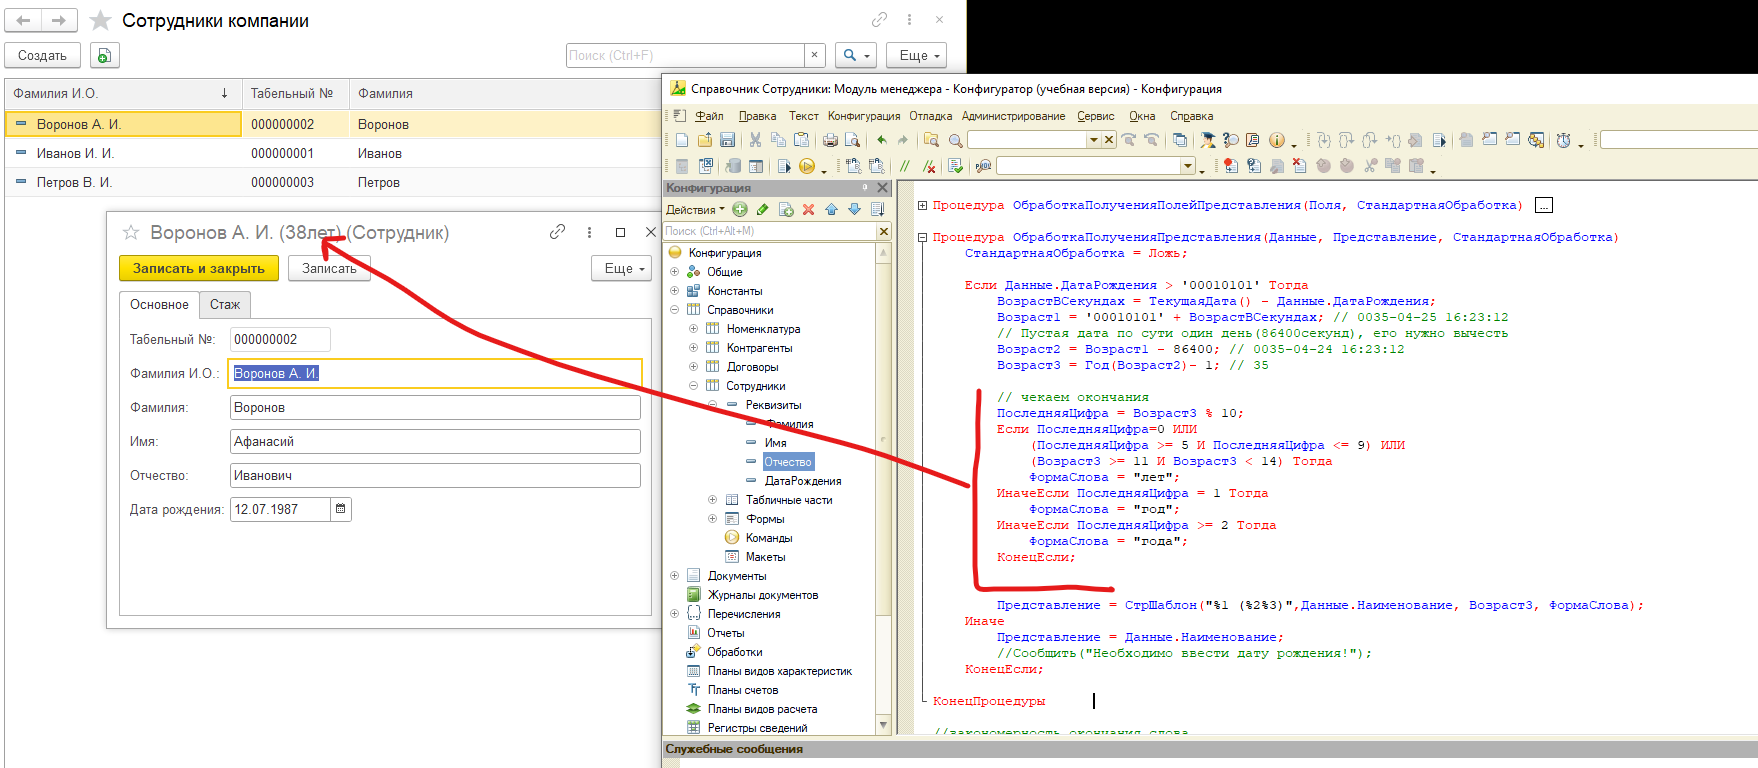 Сотрудники компании
Создать
Поиск (Ctrl+F)
×
Еще
Фамилия И.О. ↓ Табельный № Фамилия
Воронов А. И. 000000002 Воронов
Иванов И. И. 000000001 Иванов
Петров В. И. 000000003 Петров
Воронов А. И. (38лет) (Сотрудник)
Записать и закрыть Записать Еще
Основное Стаж
Табельный №: 000000002
Фамилия И.О.: Воронов А. И.
Фамилия: Воронов
Имя: Афанасий
Отчество: Иванович
Дата рождения: 12.07.1987
Справочник Сотрудники: Модуль менеджера - Конфигуратор (учебная версия) - Конфигурация
Файл Правка Текст Конфигурация Отладка Администрирование Сервис Окна Справка
Конфигурация
Действия
Поиск (Ctrl+Alt+M)
Конфигурация
Общие
Константы
Справочники
Номенклатура
Контрагенты
Договоры
Сотрудники
Реквизиты
Фамилия
Имя
Отчество
ДатаРождения
Табличные части
Формы
Команды
Макеты
Документы
Журналы документов
Перечисления
Отчеты
Обработки
Планы видов характеристик
Планы счетов
Планы видов расчета
Регистры сведений
Процедура ОбработкаПолученияПолейПредставления(Поля, СтандартнаяОбработка) ...
Процедура ОбработкаПолученияПредставления(Данные, Представление, СтандартнаяОбработка)
СтандартнаяОбработка = Ложь;
Если Данные.ДатаРождения > '00010101' Тогда
ВозрастВСекундах = ТекущаяДата() - Данные.ДатаРождения;
Возраст1 = '00010101' + ВозрастВСекундах; // 0035-04-25 16:23:12
// Пустая дата по сути один день(86400секунд), его нужно вычесть
Возраст2 = Возраст1 - 86400; // 0035-04-24 16:23:12
Возраст3 = Год(Возраст2)- 1; // 35
// чекаем окончания
ПоследняяЦифра = Возраст3 % 10;
Если ПоследняяЦифра=0 ИЛИ
(ПоследняяЦифра >= 5 И ПоследняяЦифра <= 9) ИЛИ
(Возраст3 >= 11 И Возраст3 < 14) Тогда
ФормаСлова = "лет";
ИначеЕсли ПоследняяЦифра = 1 Тогда
ФормаСлова = "год";
ИначеЕсли ПоследняяЦифра >= 2 Тогда
ФормаСлова = "года";
КонецЕсли;
Представление = СтрШаблон("%1 (%2%3)",Данные.Наименование, Возраст3, ФормаСлова);
Иначе
Представление = Данные.Наименование;
//Сообщить("Необходимо ввести дату рождения!");
КонецЕсли;
КонецПроцедуры
//закономерность окончания слова
Служебные сообщения